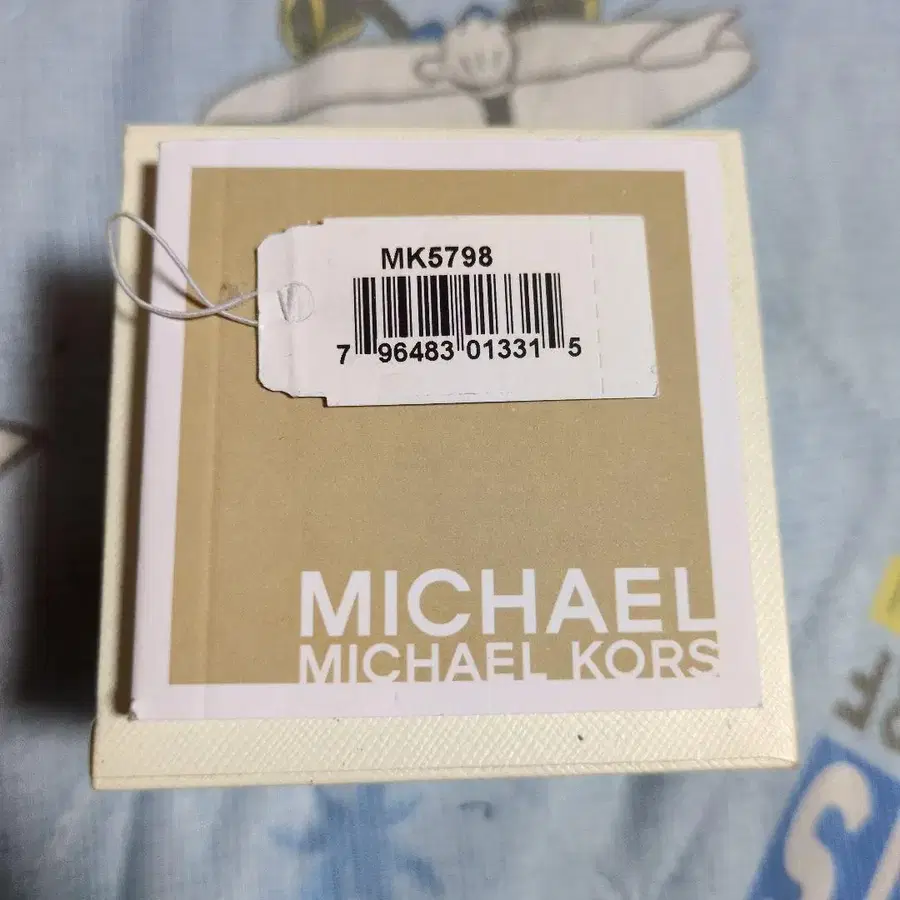 MK5798
7 96483 01331 5
MICHAEL
MICHAEL KORS